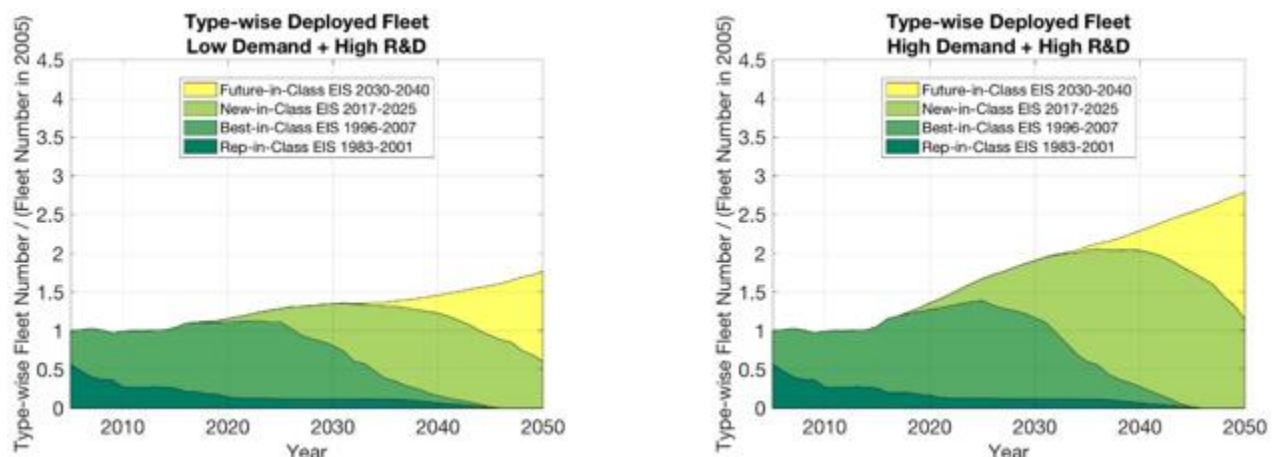 Type-wise Deployed Fleet
Low Demand + High R&D
Type-wise Fleet Number / (Fleet Number in 2005)
4.5
4
3.5
3
2.5
2
1.5
1
0.5
0
Future-in-Class EIS 2030-2040
New-in-Class EIS 2017-2025
Best-in-Class EIS 1996-2007
Rep-in-Class EIS 1983-2001
2010 2020 2030 2040 2050
Year
Type-wise Deployed Fleet
High Demand + High R&D
Type-wise Fleet Number / (Fleet Number in 2005)
4.5
4
3.5
3
2.5
2
1.5
1
0.5
0
Future-in-Class EIS 2030-2040
New-in-Class EIS 2017-2025
Best-in-Class EIS 1996-2007
Rep-in-Class EIS 1983-2001
2010 2020 2030 2040 2050
Year